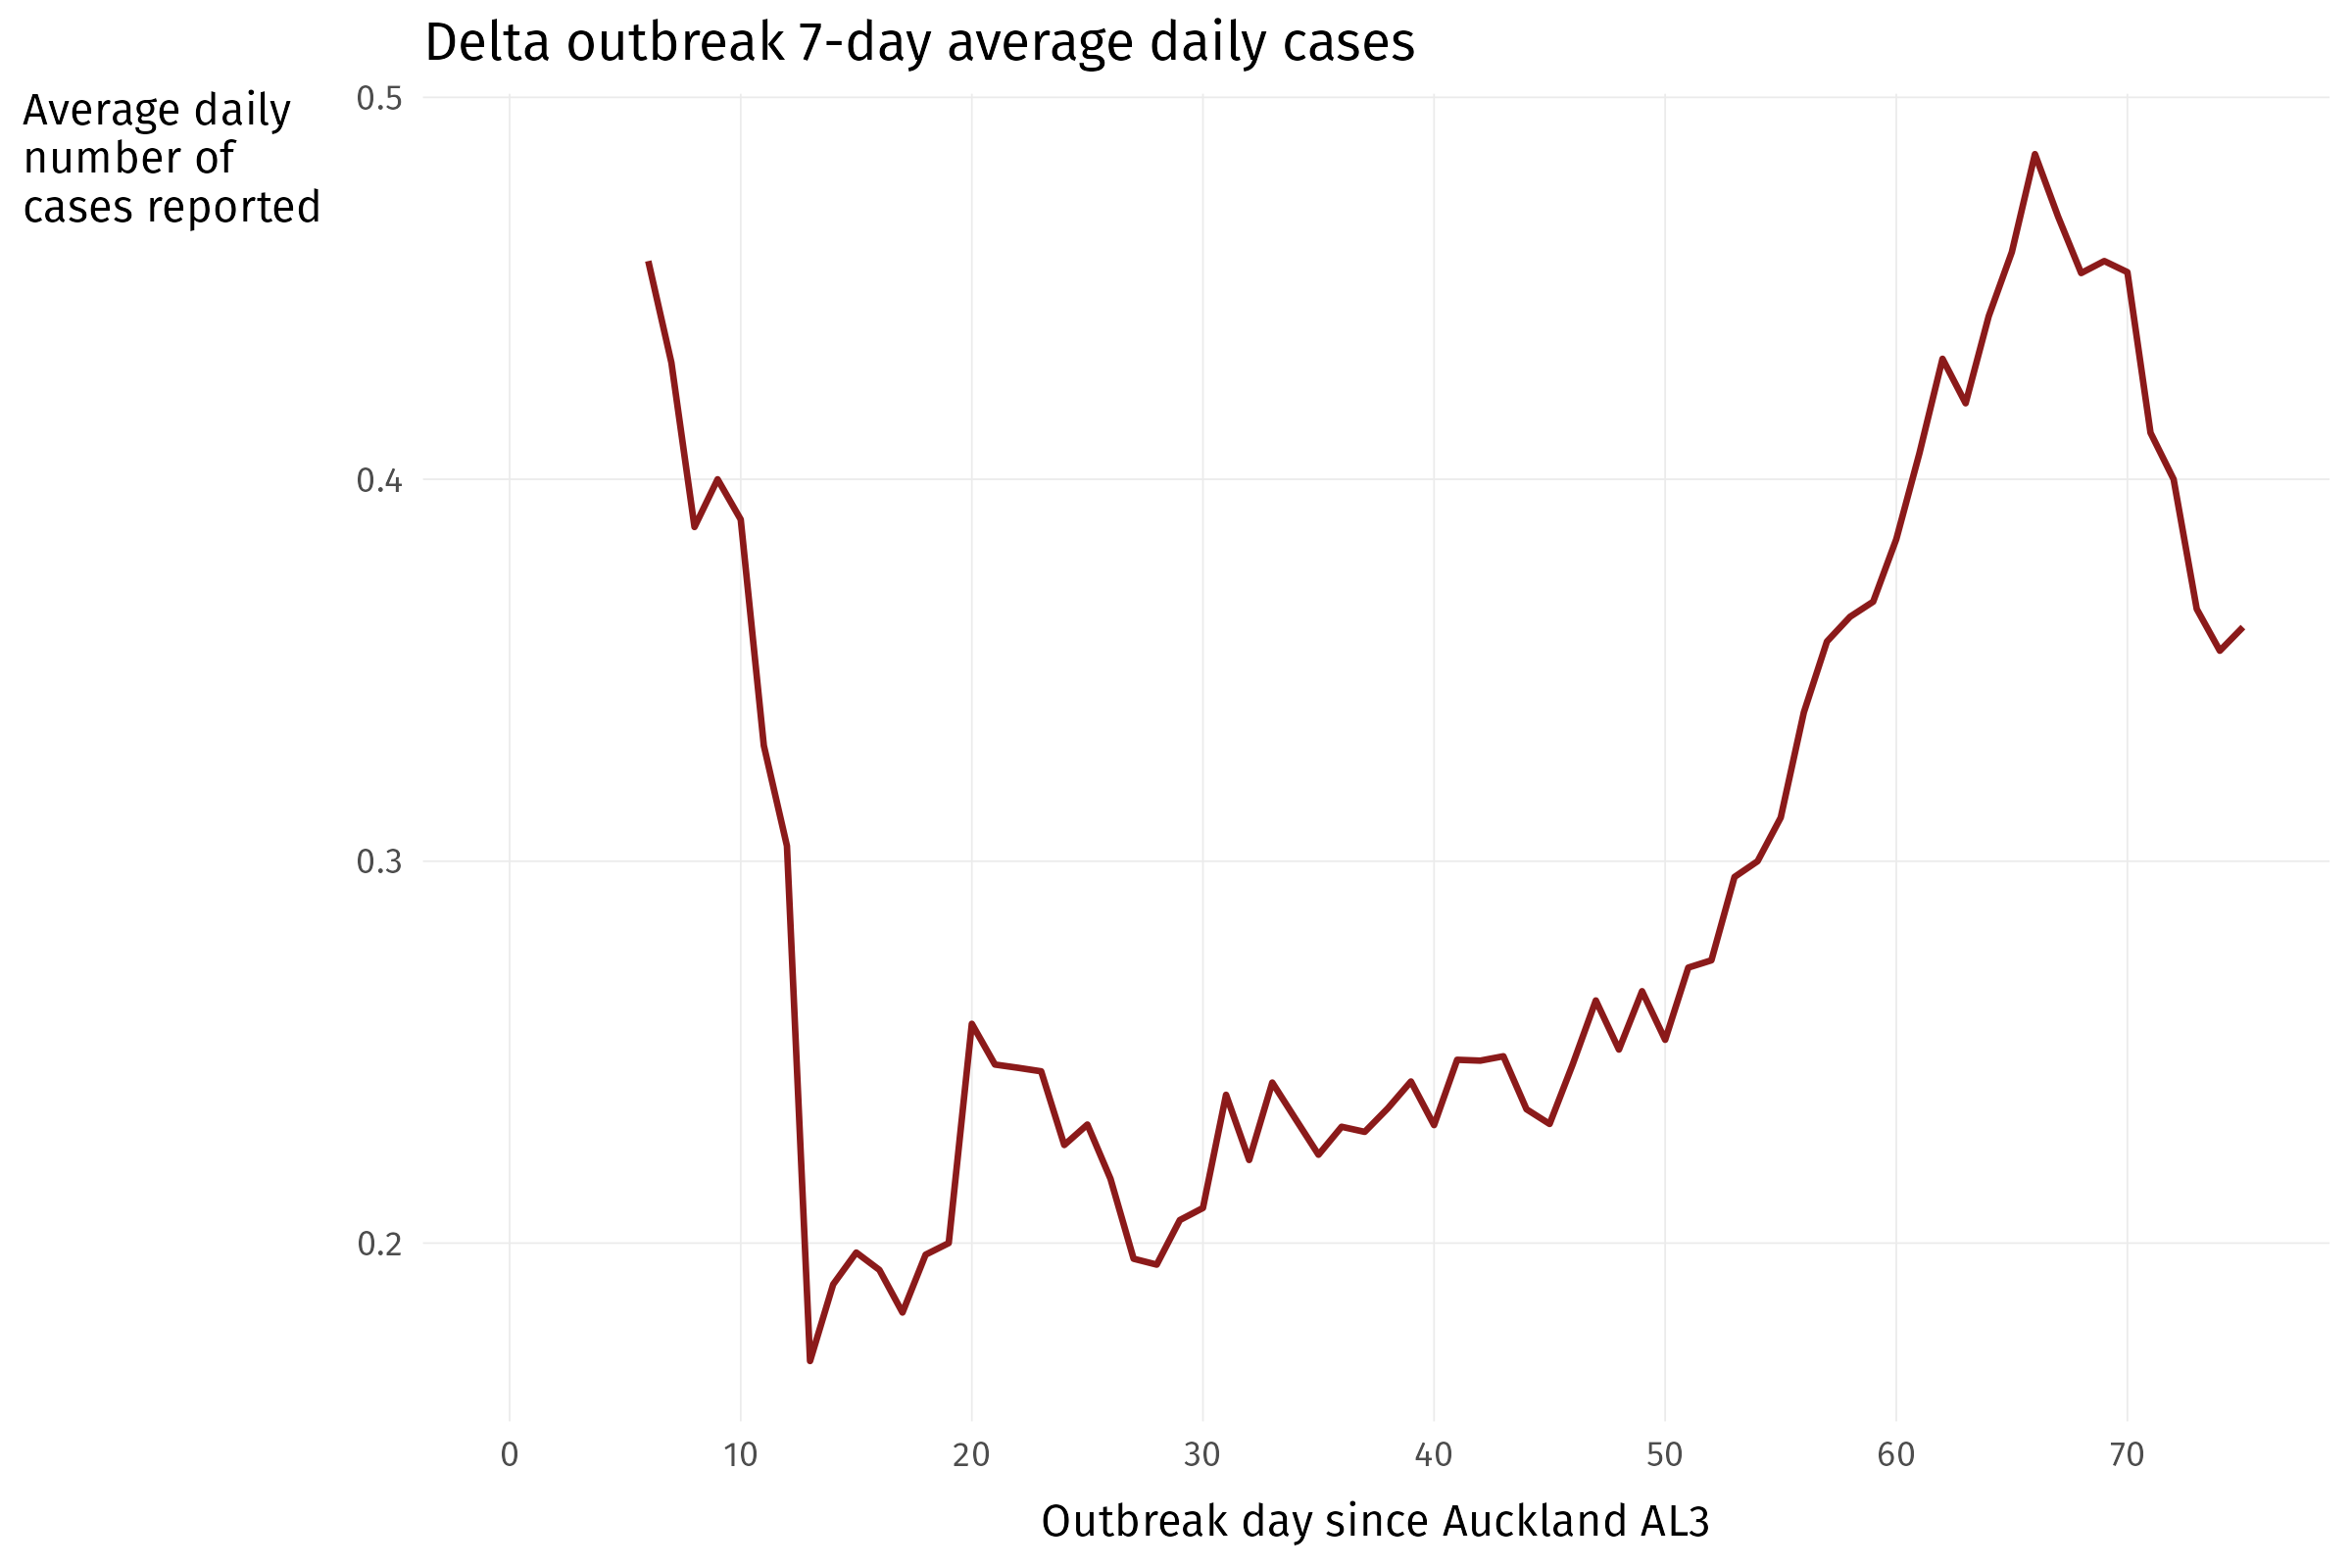 Delta outbreak 7-day average daily cases
Average daily
number of
cases reported
0.5
0.4
0.3
0.2
0 10 20 30 40 50 60 70
Outbreak day since Auckland AL3